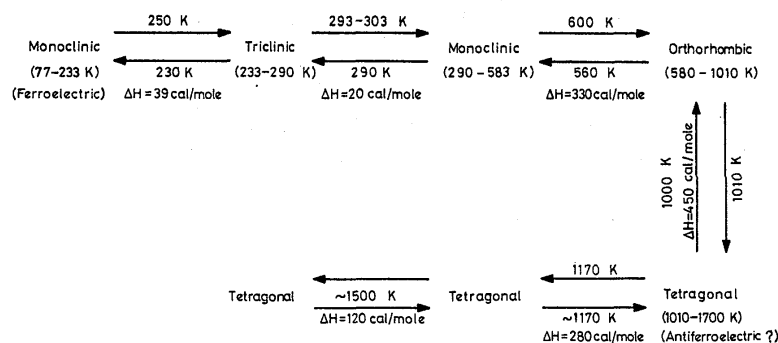 250 K
293-303 K
600 K
Monoclinic
Triclinic
Monoclinic
Orthorhombic
(77-233 K)
230 K
(233-290 K)
290 K
(290-583 K)
560 K
(580-1010 K)
(Ferroelectric)
ΔH=39 cal/mole
ΔH=20 cal/mole
ΔH=330cal/mole
1000 K
ΔH=450 cal/mole
1010 K
1170 K
Tetragonal
~1500 K
Tetragonal
~1170 K
Tetragonal
ΔH=120 cal/mole
ΔH=280 cal/mole
(1010-1700 K)
(Antiferroelectric ?)